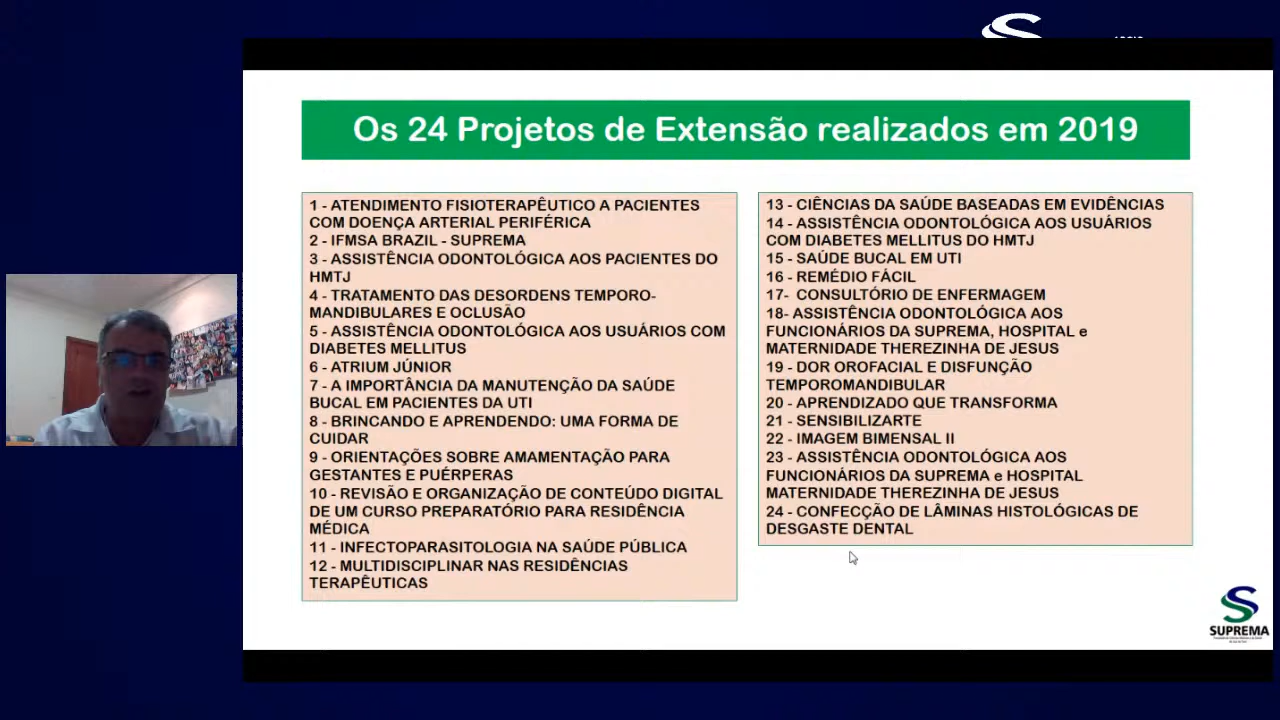 Os 24 Projetos de Extensão realizados em 2019
1 - ATENDIMENTO FISIOTERAPÊUTICO A PACIENTES
COM DOENÇA ARTERIAL PERIFÉRICA
2 - IFMSA BRAZIL - SUPREMA
3 - ASSISTÊNCIA ODONTOLÓGICA AOS PACIENTES DO
HMTJ
4 - TRATAMENTO DAS DESORDENS TEMPORO-
MANDIBULARES E OCLUSÃO
5 - ASSISTÊNCIA ODONTOLÓGICA AOS USUÁRIOS COM
DIABETES MELLITUS
6 - ATRIUM JÚNIOR
7 - A IMPORTÂNCIA DA MANUTENÇÃO DA SAÚDE
BUCAL EM PACIENTES DA UTI
8 - BRINCANDO E APRENDENDO: UMA FORMA DE
CUIDAR
9 - ORIENTAÇÕES SOBRE AMAMENTAÇÃO PARA
GESTANTES E PUÉRPERAS
10 - REVISÃO E ORGANIZAÇÃO DE CONTEÚDO DIGITAL
DE UM CURSO PREPARATÓRIO PARA RESIDÊNCIA
MÉDICA
11 - INFECTOPARASITOLOGIA NA SAÚDE PÚBLICA
12 - MULTIDISCIPLINAR NAS RESIDÊNCIAS
TERAPÊUTICAS
13 - CIÊNCIAS DA SAÚDE BASEADAS EM EVIDÊNCIAS
14 - ASSISTÊNCIA ODONTOLÓGICA AOS USUÁRIOS
COM DIABETES MELLITUS DO HMTJ
15 - SAÚDE BUCAL EM UTI
16 - REMÉDIO FÁCIL
17- CONSULTÓRIO DE ENFERMAGEM
18- ASSISTÊNCIA ODONTOLÓGICA AOS
FUNCIONÁRIOS DA SUPREMA, HOSPITAL e
MATERNIDADE THEREZINHA DE JESUS
19 - DOR OROFACIAL E DISFUNÇÃO
TEMPOROMANDIBULAR
20 - APRENDIZADO QUE TRANSFORMA
21 - SENSIBILIZARTE
22 - IMAGEM BIMENSAL II
23 - ASSISTÊNCIA ODONTOLÓGICA AOS
FUNCIONÁRIOS DA SUPREMA e HOSPITAL
MATERNIDADE THEREZINHA DE JESUS
24 - CONFECÇÃO DE LÂMINAS HISTOLÓGICAS DE
DESGASTE DENTAL
SUPREMA